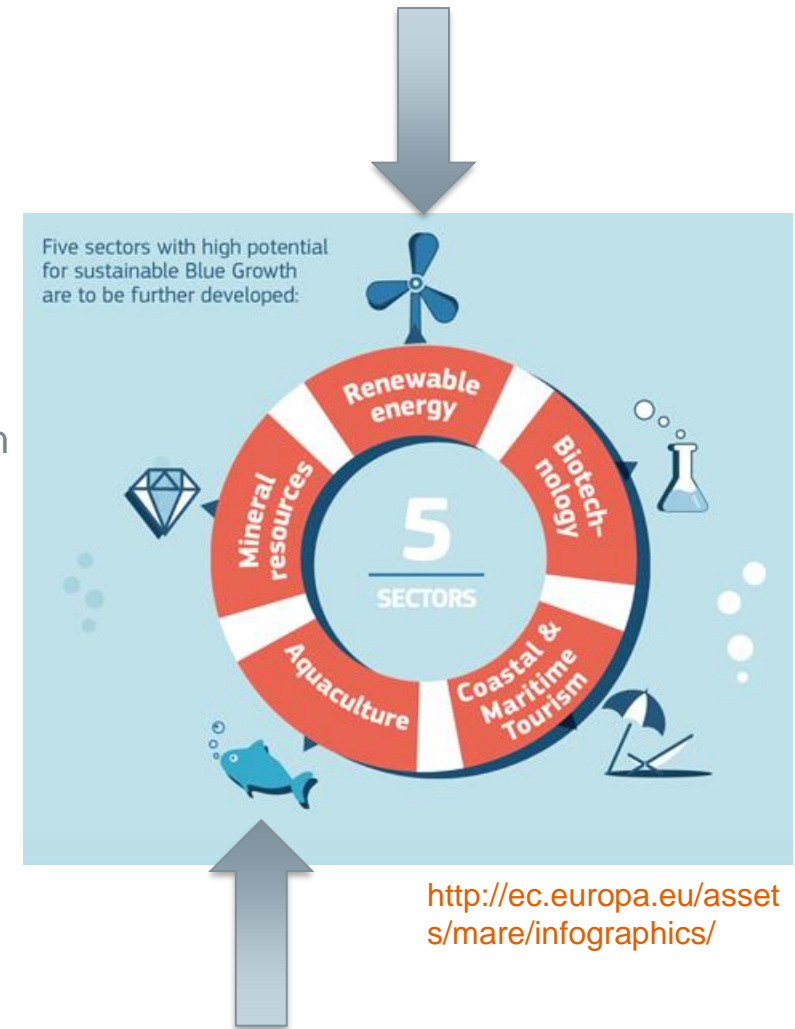 Five sectors with high potential
for sustainable Blue Growth
are to be further developed:
Renewable
energy
Biotech-
nology
Coastal &
Maritime
Tourism
Aquaculture
Mineral
resources
5
SECTORS
http://ec.europa.eu/asset
s/mare/infographics/